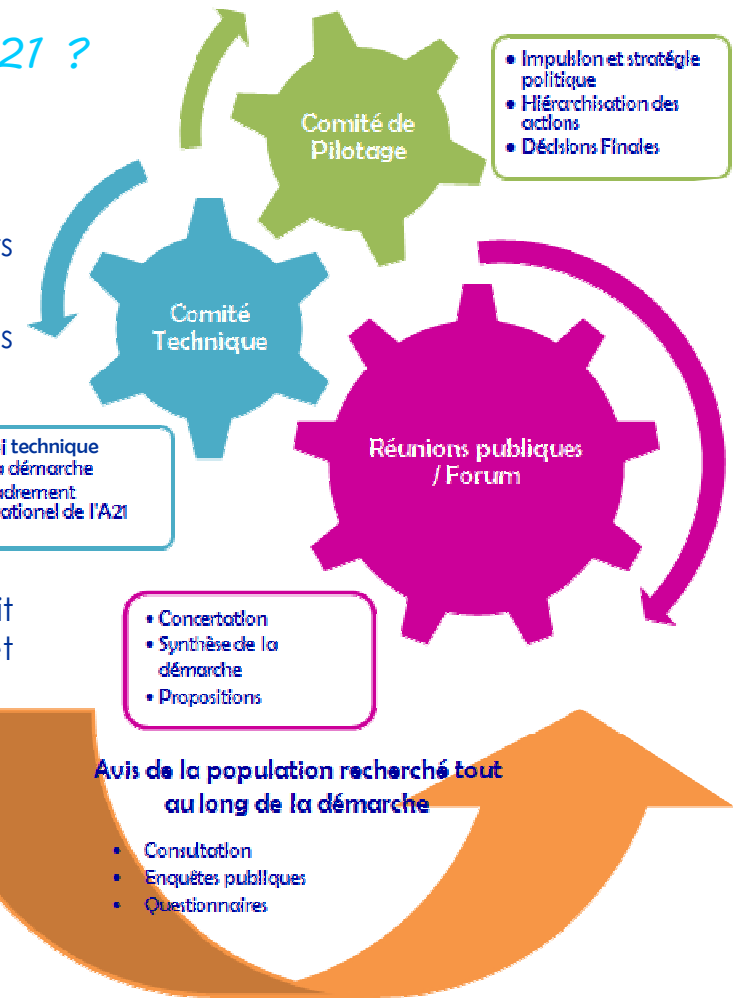 21 ?
Comité de
Pilotage
• Impulsion et stratégie
politique
• Hiérarchisation des
actions
• Décisions Finales
Comité
Technique
technique
démarche
ationel de l'A21
Réunions publiques
/ Forum
• Concertation
• Synthèse de la
démarche
• Propositions
Avis de la population recherché tout
au long de la démarche
• Consultation
• Enquêtes publiques
• Questionnaires